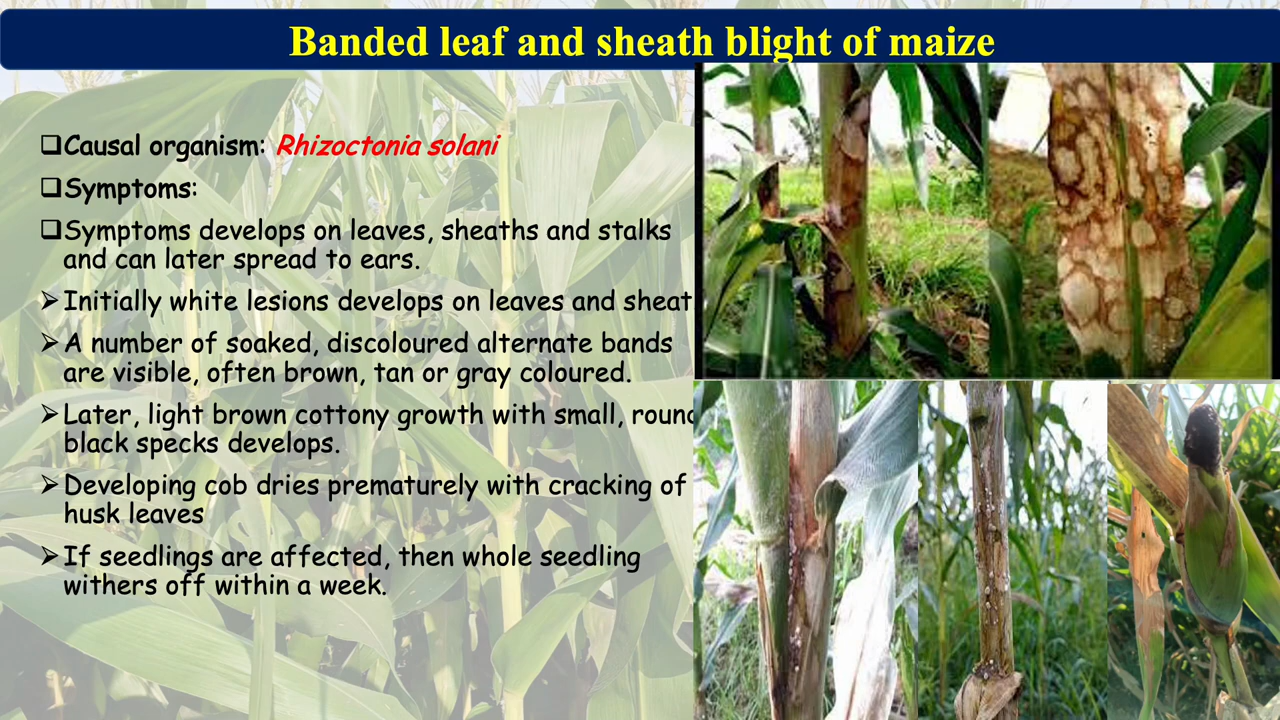 Banded leaf and sheath blight of maize
❑Causal organism: Rhizoctonia solani
❑Symptoms:
❑Symptoms develops on leaves, sheaths and stalks
and can later spread to ears.
➢Initially white lesions develops on leaves and sheat
➢A number of soaked, discoloured alternate bands
are visible, often brown, tan or gray coloured.
➢Later, light brown cottony growth with small, round
black specks develops.
➢Developing cob dries prematurely with cracking of
husk leaves
➢If seedlings are affected, then whole seedling
withers off within a week.